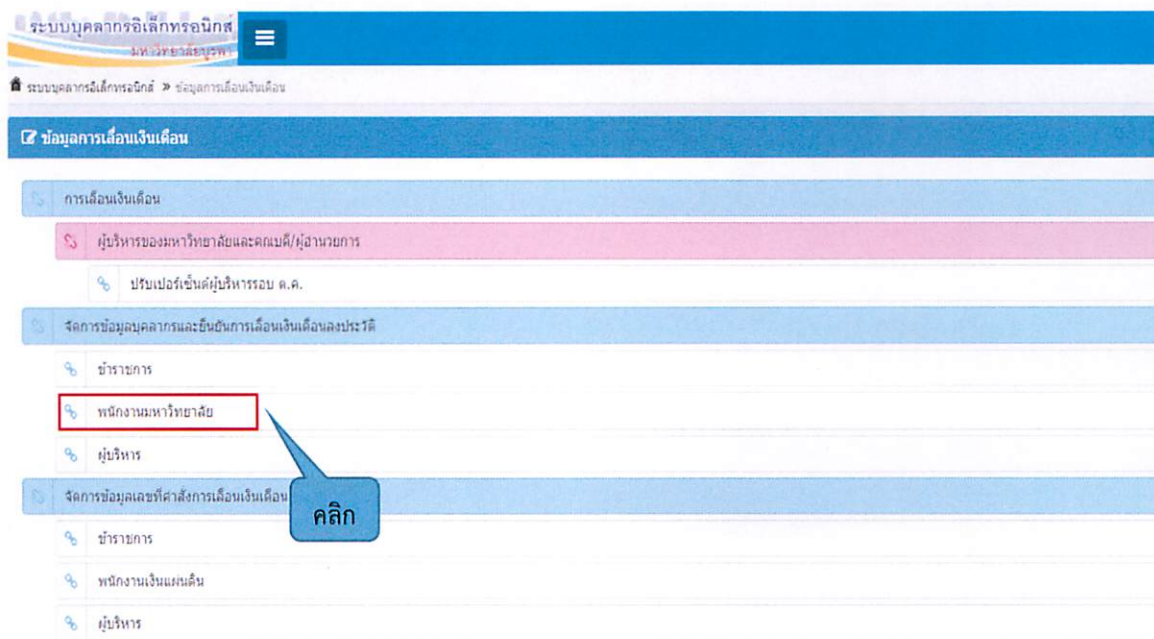 ระบบบุคลากรอิเล็กทรอนิกส์
มหาวิทยาลัยบูรพา
ระบบบุคลากรอิเล็กทรอนิกส์ » ข้อมูลการเลื่อนเงินเดือน
ข้อมูลการเลื่อนเงินเดือน
การเลื่อนเงินเดือน
ผู้บริหารของมหาวิทยาลัยและคณบดี/ผู้อำนวยการ
ปรับเปอร์เซ็นต์ผู้บริหารรอบ ต.ค.
จัดการข้อมูลบุคลากรและยืนยันการเลื่อนเงินเดือนลงประวัติ
ข้าราชการ
พนักงานมหาวิทยาลัย
ผู้บริหาร
จัดการข้อมูลเลขที่คำสั่งการเลื่อนเงินเดือน
คลิก
ข้าราชการ
พนักงานเงินแผ่นดิน
ผู้บริหาร